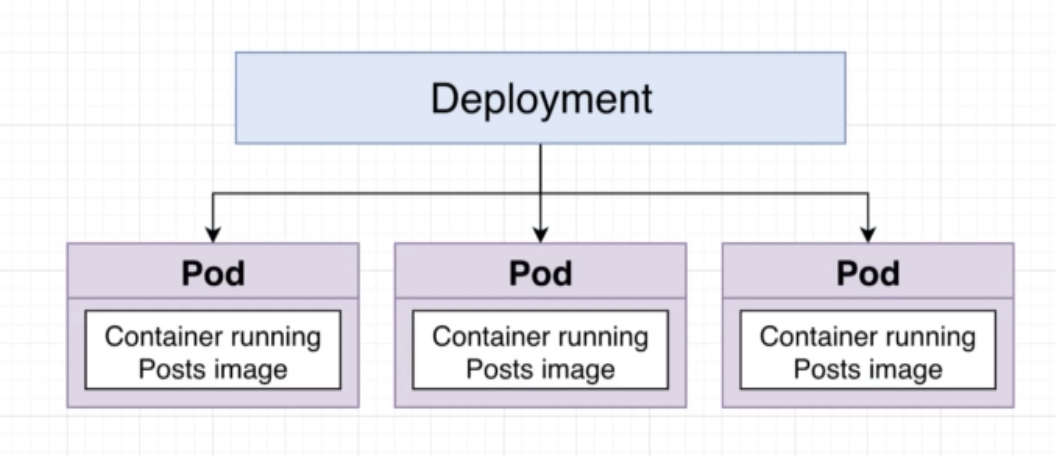 Deployment
Pod
Container running
Posts image
Pod
Container running
Posts image
Pod
Container running
Posts image